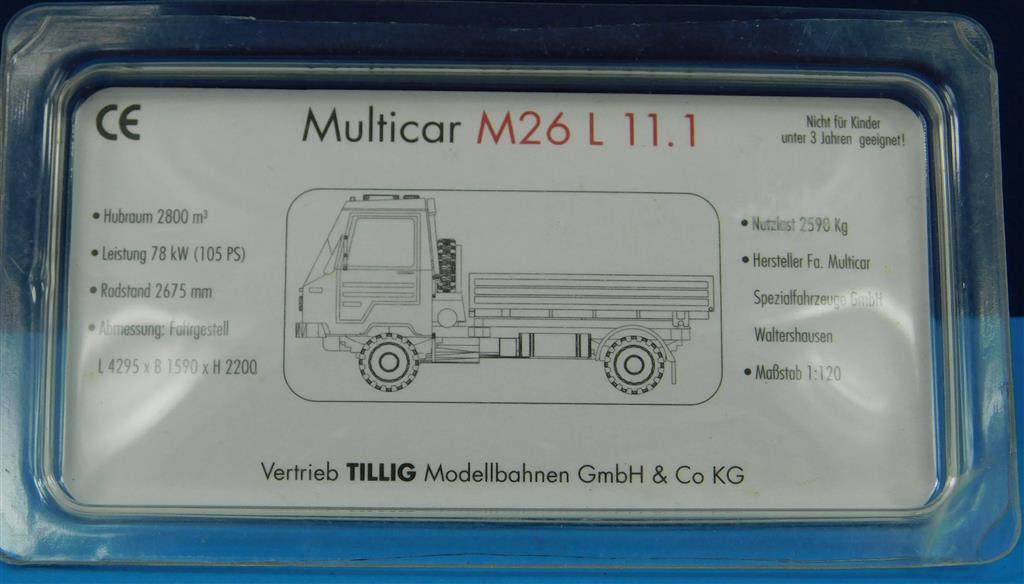 CE
Multicar M26 L 11.1
Nicht für Kinder
unter 3 Jahren geeignet!
• Hubraum 2800 m³
• Leistung 78 kW (105 PS)
• Radstand 2675 mm
• Abmessung: Fahrgestell
L 4295 x B 1590 x H 2200
• Nutzlast 2590 Kg
• Hersteller Fa. Multicar
Spezialfahrzeuge GmbH
Waltershausen
• Maßstab 1:120
Vertrieb TILLIG Modellbahnen GmbH & Co KG